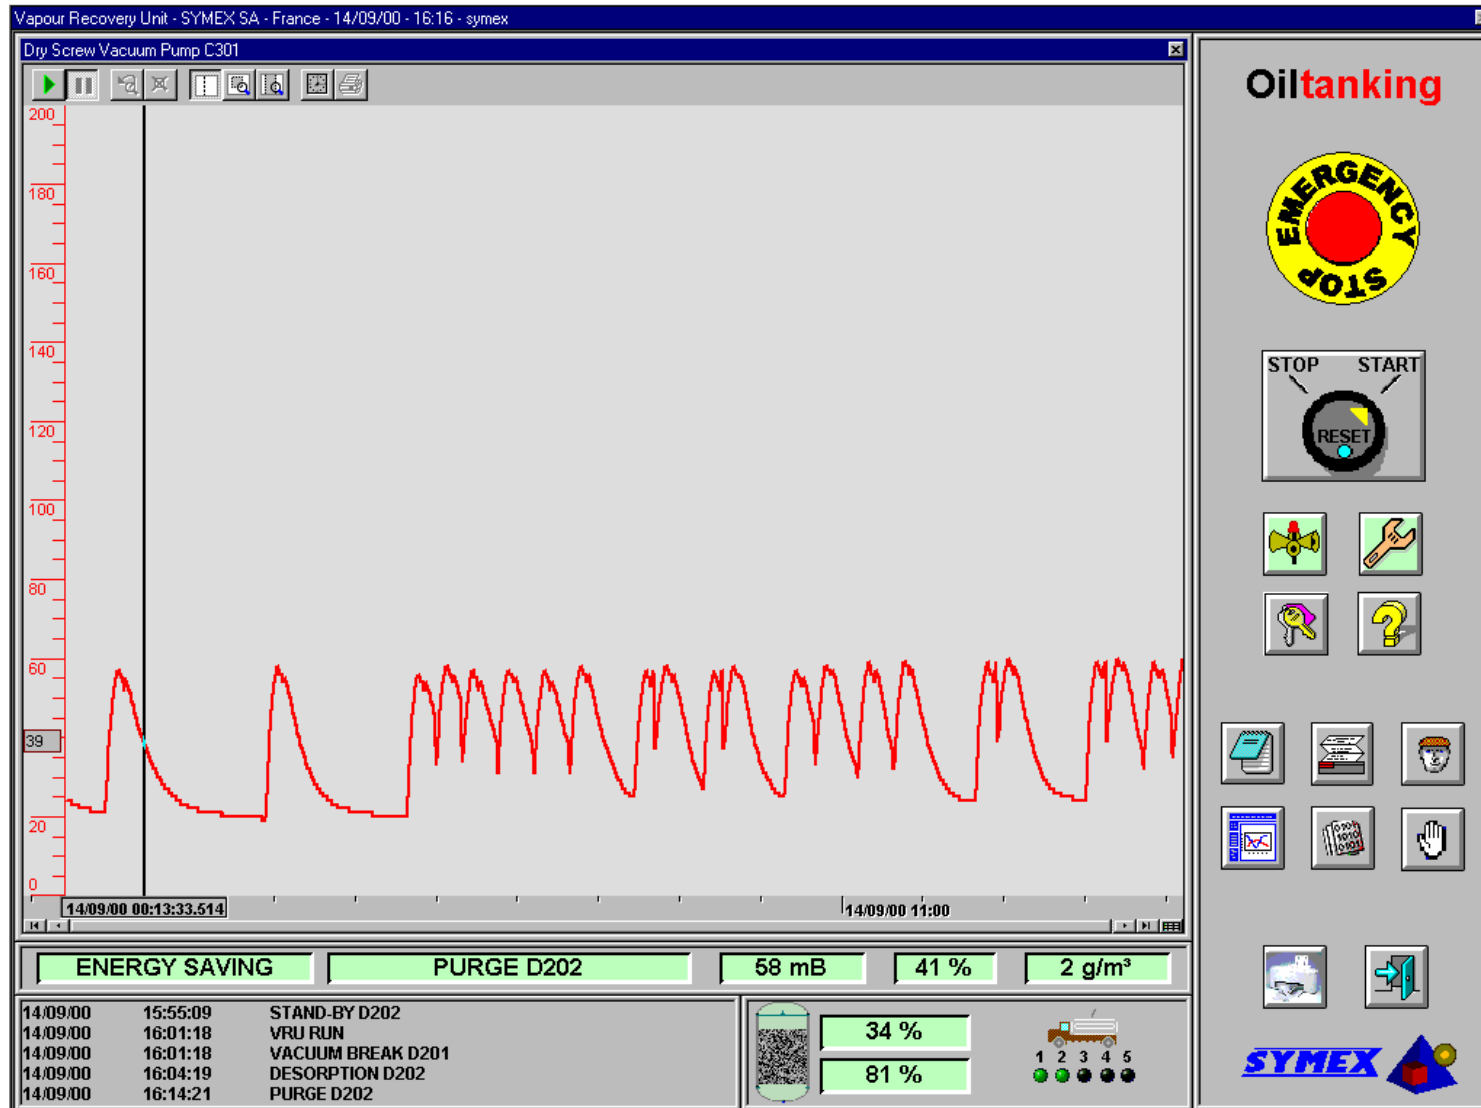 Vapour Recovery Unit - SYMEX SA - France - 14/09/00 - 16:16 - symex
Dry Screw Vacuum Pump C301
200
180
160
140
120
100
80
60
39
20
0
14/09/00 00:13:33.514
14/09/00 11:00
ENERGY SAVING
PURGE D202
58 mB
41 %
2 g/m³
14/09/00 15:55:09 STAND-BY D202
14/09/00 16:01:18 VRU RUN
14/09/00 16:01:18 VACUUM BREAK D201
14/09/00 16:04:19 DESORPTION D202
14/09/00 16:14:21 PURGE D202
34 %
81 %
1 2 3 4 5
Oiltanking
EMERGENCY
STOP
STOP START
RESET
SYMEX